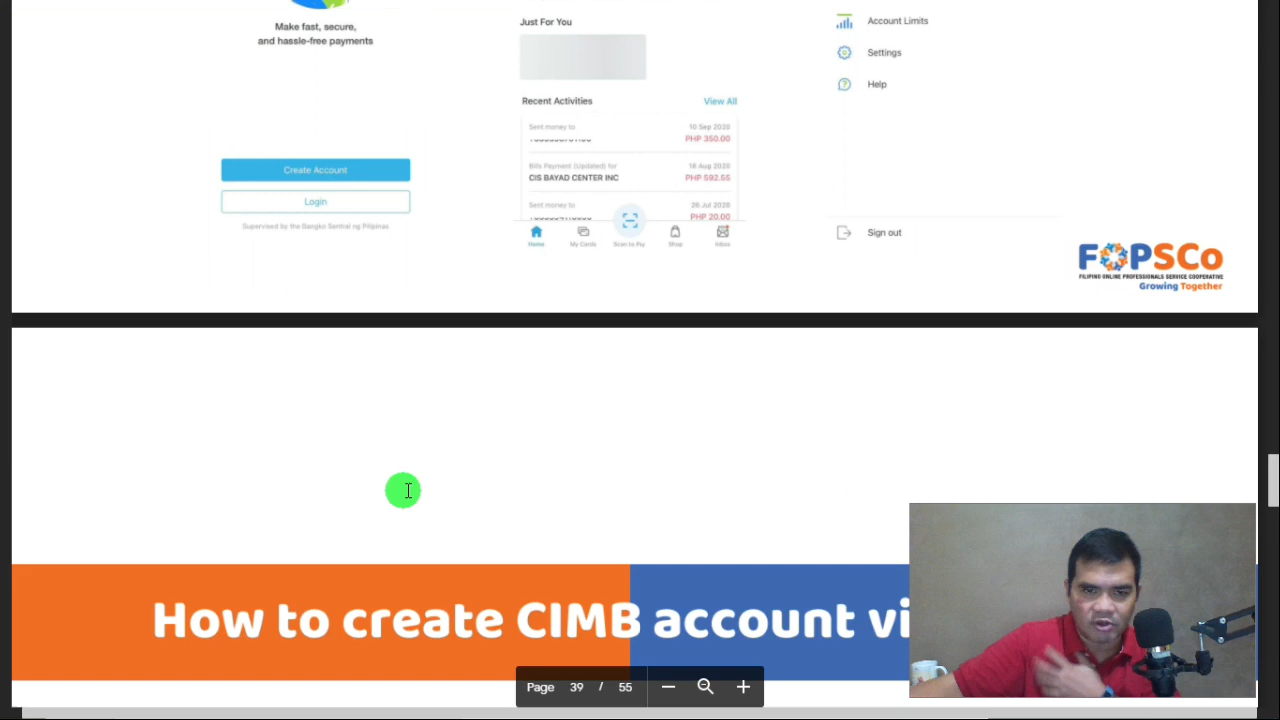 Make fast, secure,
and hassle-free payments
Create Account
Login
Supervised by the Bangko Sentral ng Pilipinas
Just For You
Recent Activities
View All
Sent money to
10 Sep 2020
PHP 350.00
Bills Payment (Updated) for
16 Aug 2020
CIS BAYAD CENTER INC
PHP 592.55
Sent money to
26 Jul 2020
PHP 20.00
Home
My Cards
Scan to Pay
Shop
Inbox
Account Limits
Settings
Help
Sign out
FOPSCo
FILIPINO ONLINE PROFESSIONALS SERVICE COOPERATIVE
Growing Together
How to create CIMB account vi
Page 39 / 55